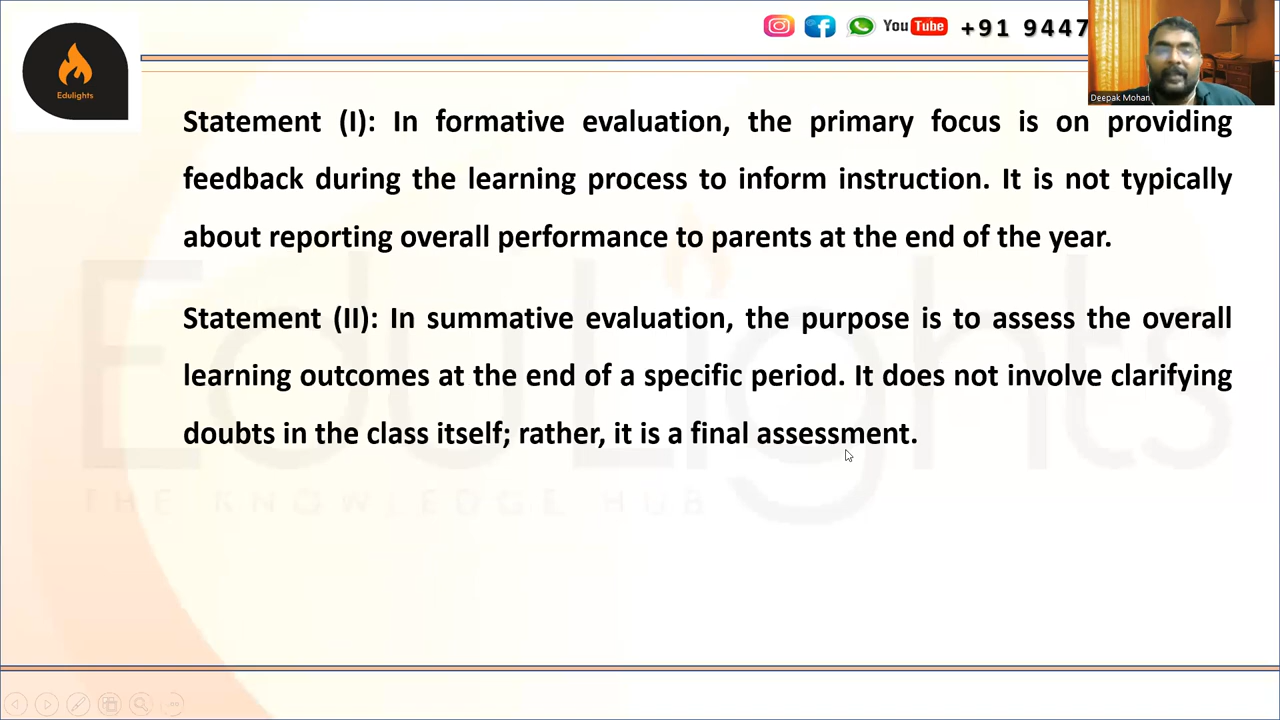 Edulights
You Tube +91 9447
Deepak Mohan
Statement (I): In formative evaluation, the primary focus is on providing
feedback during the learning process to inform instruction. It is not typically
about reporting overall performance to parents at the end of the year.
Statement (II): In summative evaluation, the purpose is to assess the overall
learning outcomes at the end of a specific period. It does not involve clarifying
doubts in the class itself; rather, it is a final assessment.
EduLights
THE KNOWLEDGE HUB